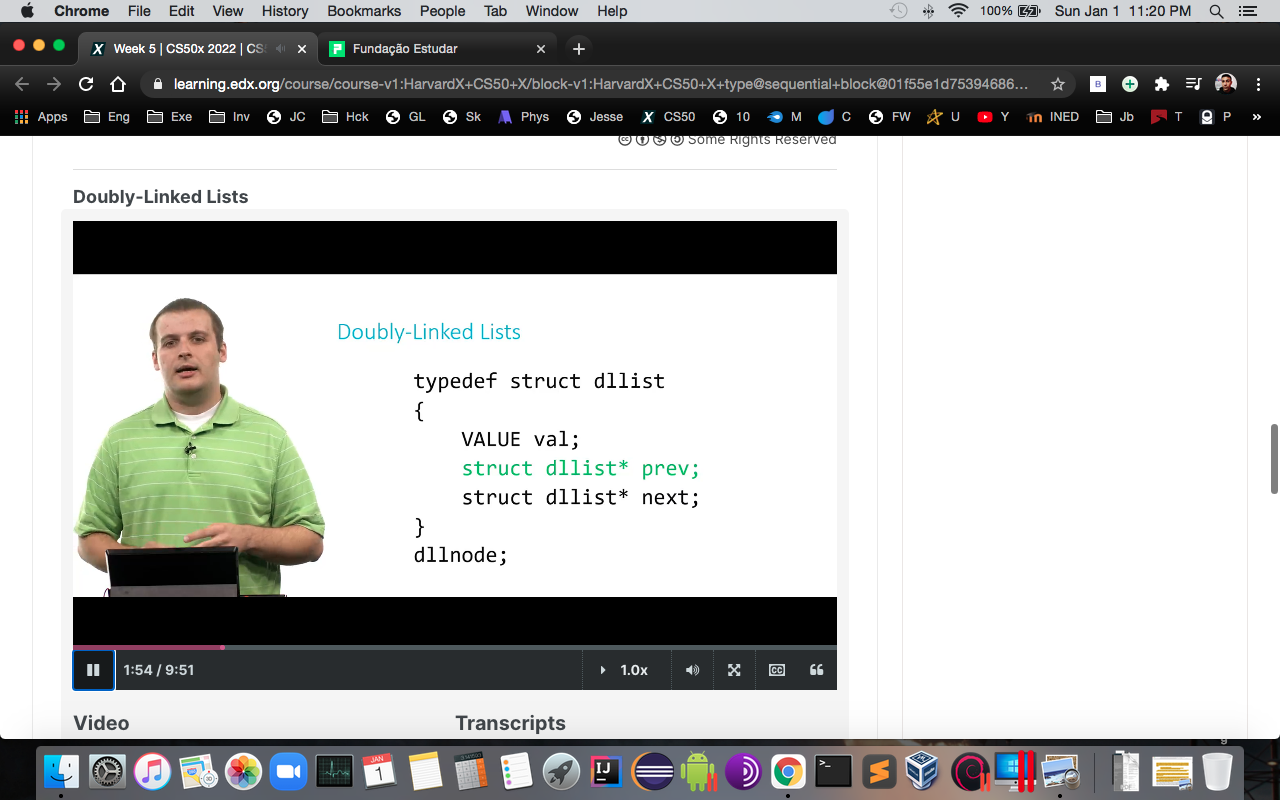 Chrome File Edit View History Bookmarks People Tab Window Help 100% Sun Jan 1 11:20 PM
Week 5 | CS50x 2022 | CS Fundação Estudar
learning.edx.org/course/course-v1:HarvardX+CS50+X/block-v1:HarvardX+CS50+X+type@sequential+block@01f55e1d75394686...
Apps Eng Exe Inv JC Hck GL Sk Phys Jesse CS50 10 M C FW U Y INED Jb T P »
Some Rights Reserved
Doubly-Linked Lists
Doubly-Linked Lists
typedef struct dllist
{
VALUE val;
struct dllist* prev;
struct dllist* next;
}
dllnode;
1:54 / 9:51 1.0x CC
Video Transcripts